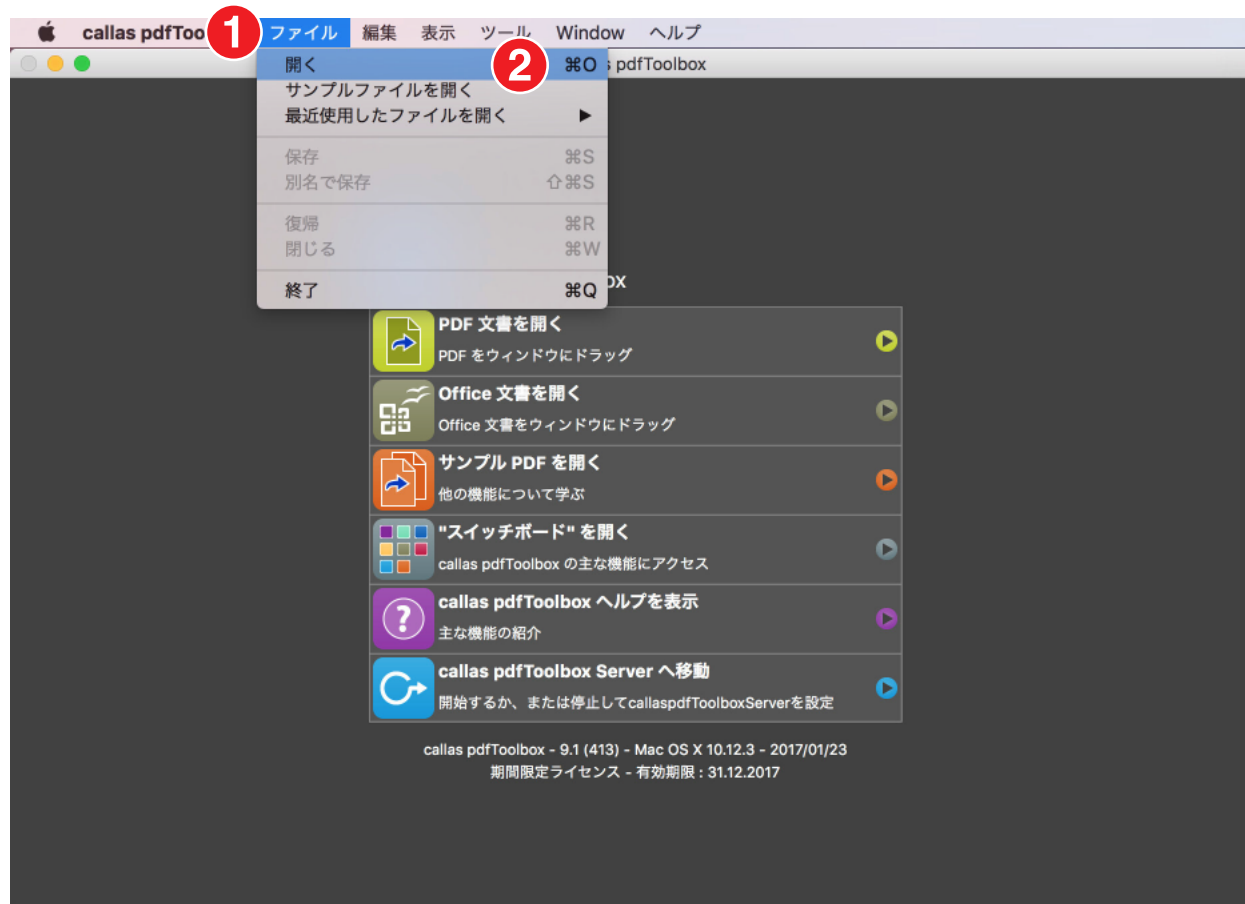 callas pdfToo 1 ファイル 編集 表示 ツール Window ヘルプ
pdfToolbox
開く 2 ⌘O
サンプルファイルを開く
最近使用したファイルを開く ▶
保存 ⌘S
別名で保存 ⇧⌘S
復帰 ⌘R
閉じる ⌘W
終了 ⌘Q
ox
PDF 文書を開く
PDF をウィンドウにドラッグ
Office 文書を開く
Office 文書をウィンドウにドラッグ
サンプル PDF を開く
他の機能について学ぶ
"スイッチボード" を開く
callas pdfToolbox の主な機能にアクセス
callas pdfToolbox ヘルプを表示
主な機能の紹介
callas pdfToolbox Server へ移動
開始するか、または停止してcallaspdfToolboxServerを設定
callas pdfToolbox - 9.1 (413) - Mac OS X 10.12.3 - 2017/01/23
期間限定ライセンス - 有効期限 : 31.12.2017